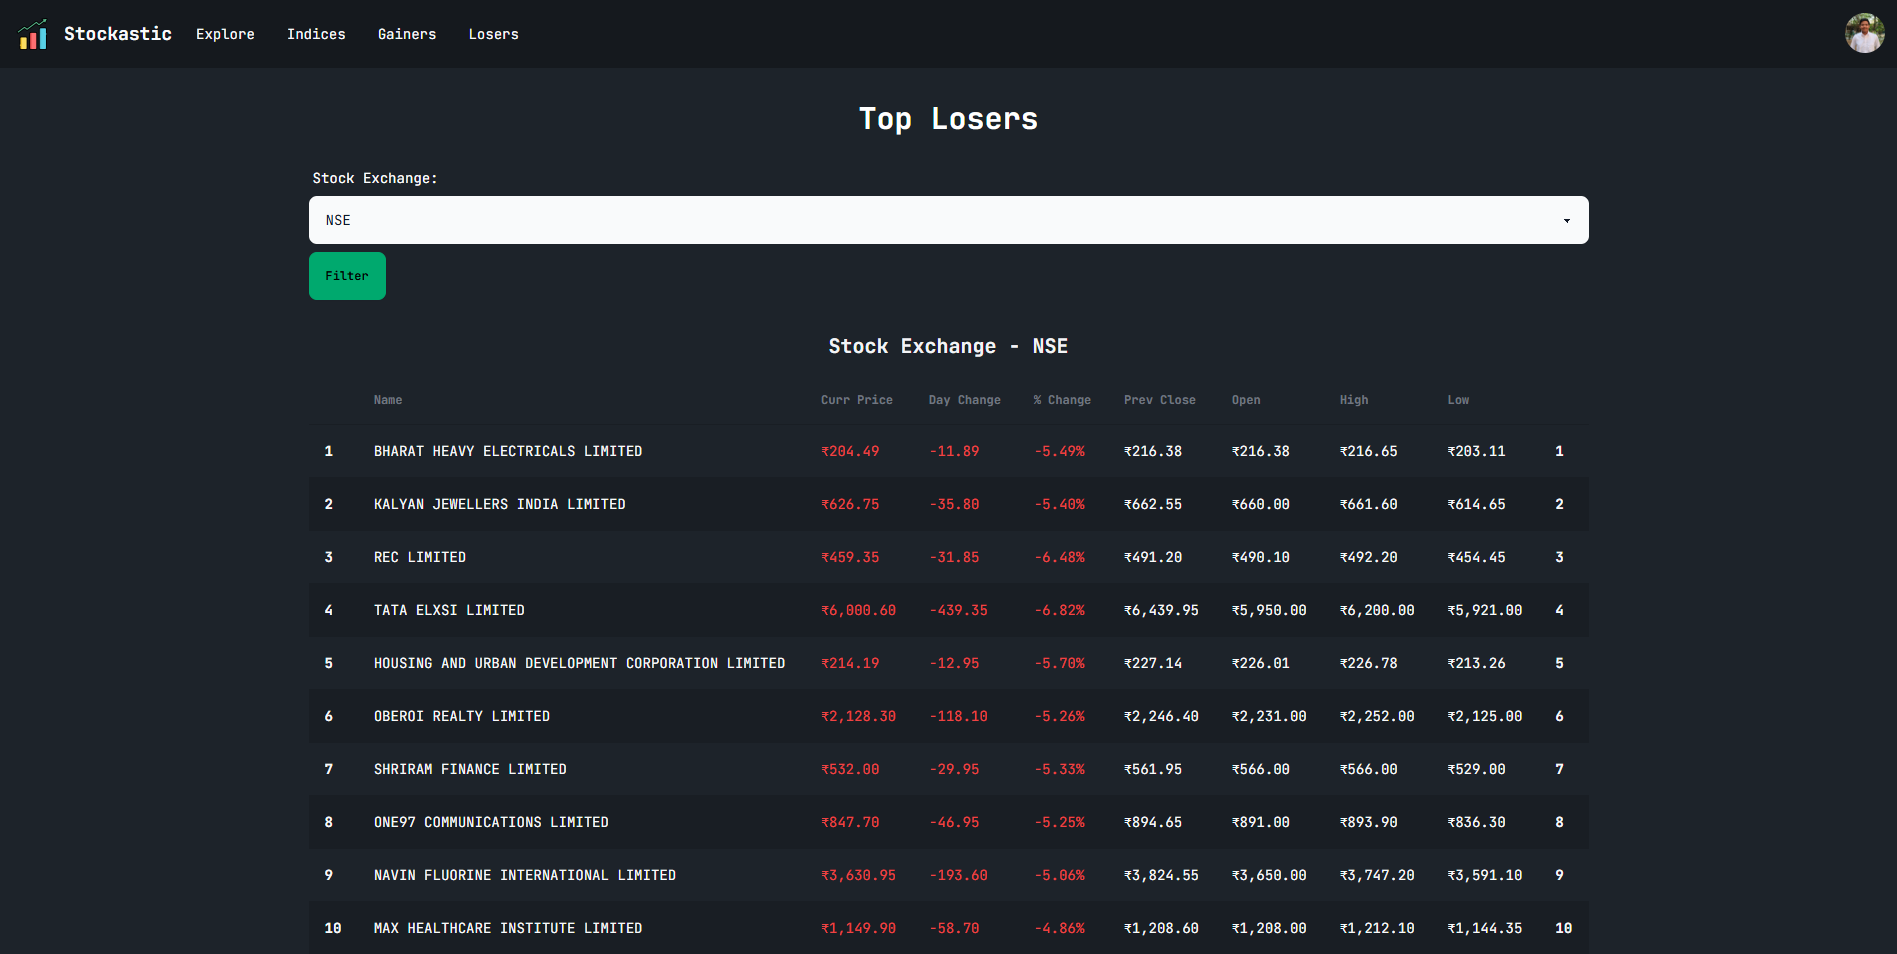 Stockastic Explore Indices Gainers Losers
Top Losers
Stock Exchange:
NSE
Filter
Stock Exchange - NSE
Name Curr Price Day Change % Change Prev Close Open High Low
1 BHARAT HEAVY ELECTRICALS LIMITED ₹204.49 -11.89 -5.49% ₹216.38 ₹216.38 ₹216.65 ₹203.11 1
2 KALYAN JEWELLERS INDIA LIMITED ₹626.75 -35.80 -5.40% ₹662.55 ₹660.00 ₹661.60 ₹614.65 2
3 REC LIMITED ₹459.35 -31.85 -6.48% ₹491.20 ₹490.10 ₹492.20 ₹454.45 3
4 TATA ELXSI LIMITED ₹6,000.60 -439.35 -6.82% ₹6,439.95 ₹5,950.00 ₹6,200.00 ₹5,921.00 4
5 HOUSING AND URBAN DEVELOPMENT CORPORATION LIMITED ₹214.19 -12.95 -5.70% ₹227.14 ₹226.01 ₹226.78 ₹213.26 5
6 OBEROI REALTY LIMITED ₹2,128.30 -118.10 -5.26% ₹2,246.40 ₹2,231.00 ₹2,252.00 ₹2,125.00 6
7 SHRIRAM FINANCE LIMITED ₹532.00 -29.95 -5.33% ₹561.95 ₹566.00 ₹566.00 ₹529.00 7
8 ONE97 COMMUNICATIONS LIMITED ₹847.70 -46.95 -5.25% ₹894.65 ₹891.00 ₹893.90 ₹836.30 8
9 NAVIN FLUORINE INTERNATIONAL LIMITED ₹3,630.95 -193.60 -5.06% ₹3,824.55 ₹3,650.00 ₹3,747.20 ₹3,591.10 9
10 MAX HEALTHCARE INSTITUTE LIMITED ₹1,149.90 -58.70 -4.86% ₹1,208.60 ₹1,208.00 ₹1,212.10 ₹1,144.35 10